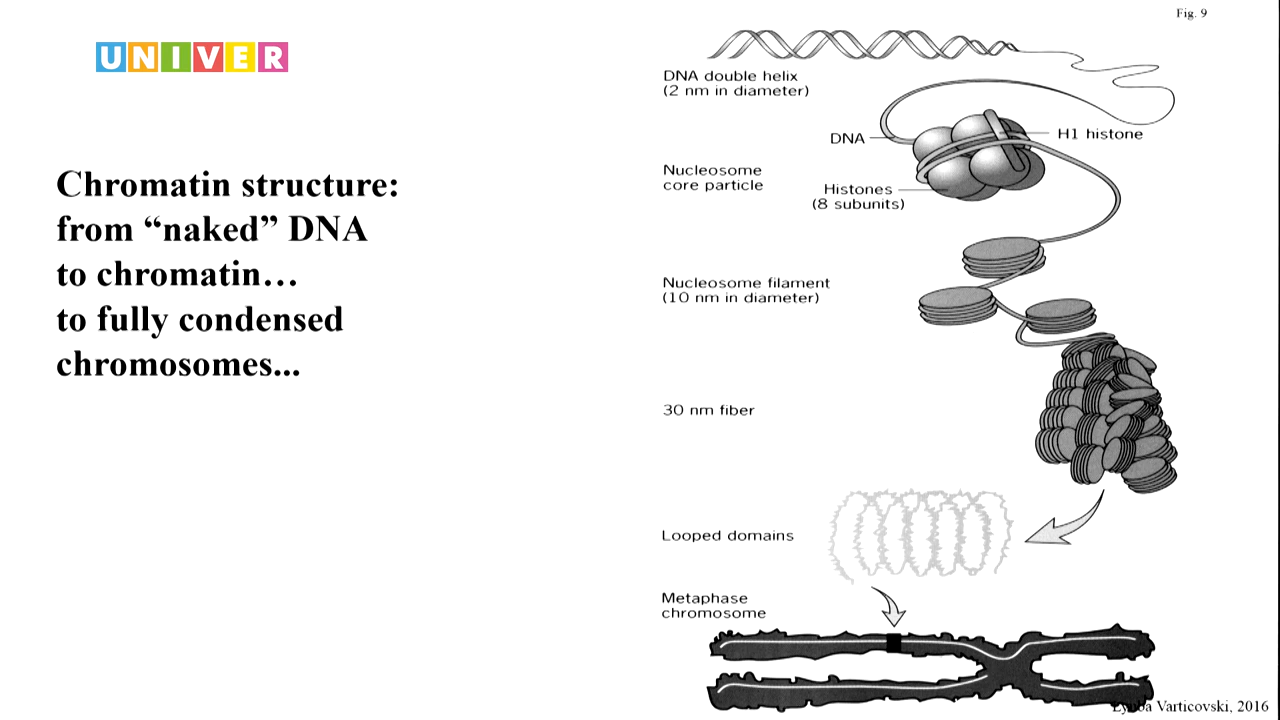 Fig. 9
UNIVER
Chromatin structure:
from “naked” DNA
to chromatin…
to fully condensed
chromosomes...
DNA double helix
(2 nm in diameter)
DNA
H1 histone
Nucleosome
core particle
Histones
(8 subunits)
Nucleosome filament
(10 nm in diameter)
30 nm fiber
Looped domains
Metaphase
chromosome
Varticovski, 2016